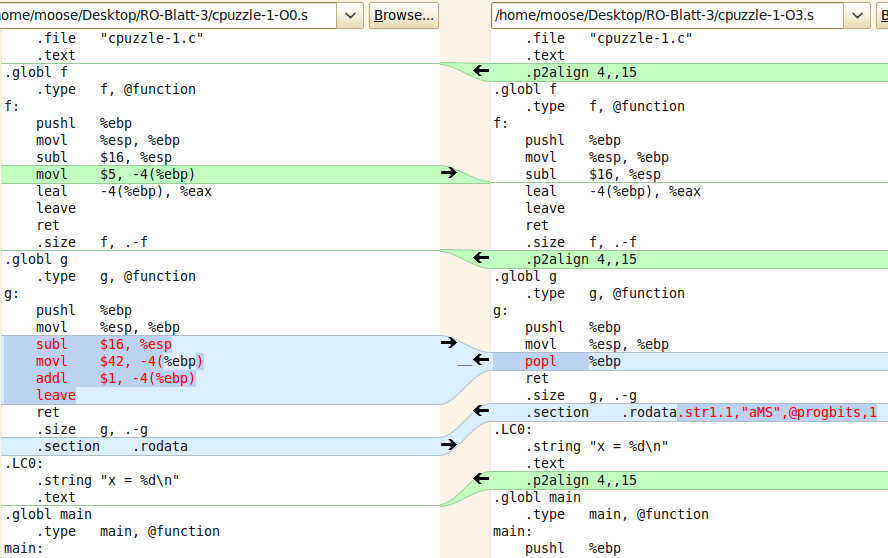 ome/moose/Desktop/RO-Blatt-3/cpuzzle-1-O0.s
Browse...
.file "cpuzzle-1.c"
.text
.globl f
.type f, @function
f:
pushl %ebp
movl %esp, %ebp
subl $16, %esp
movl $5, -4(%ebp)
leal -4(%ebp), %eax
leave
ret
.size f, .-f
.globl g
.type g, @function
g:
pushl %ebp
movl %esp, %ebp
subl $16, %esp
movl $42, -4(%ebp)
addl $1, -4(%ebp)
leave
ret
.size g, .-g
.section .rodata
.LC0:
.string "x = %d\n"
.text
.globl main
.type main, @function
main:
/home/moose/Desktop/RO-Blatt-3/cpuzzle-1-O3.s
B
.file "cpuzzle-1.c"
.text
.p2align 4,,15
.globl f
.type f, @function
f:
pushl %ebp
movl %esp, %ebp
subl $16, %esp
leal -4(%ebp), %eax
leave
ret
.size f, .-f
.p2align 4,,15
.globl g
.type g, @function
g:
pushl %ebp
movl %esp, %ebp
popl %ebp
ret
.size g, .-g
.section .rodata.str1.1,"aMS",@progbits,1
.LC0:
.string "x = %d\n"
.text
.p2align 4,,15
.globl main
.type main, @function
main:
pushl %ebp